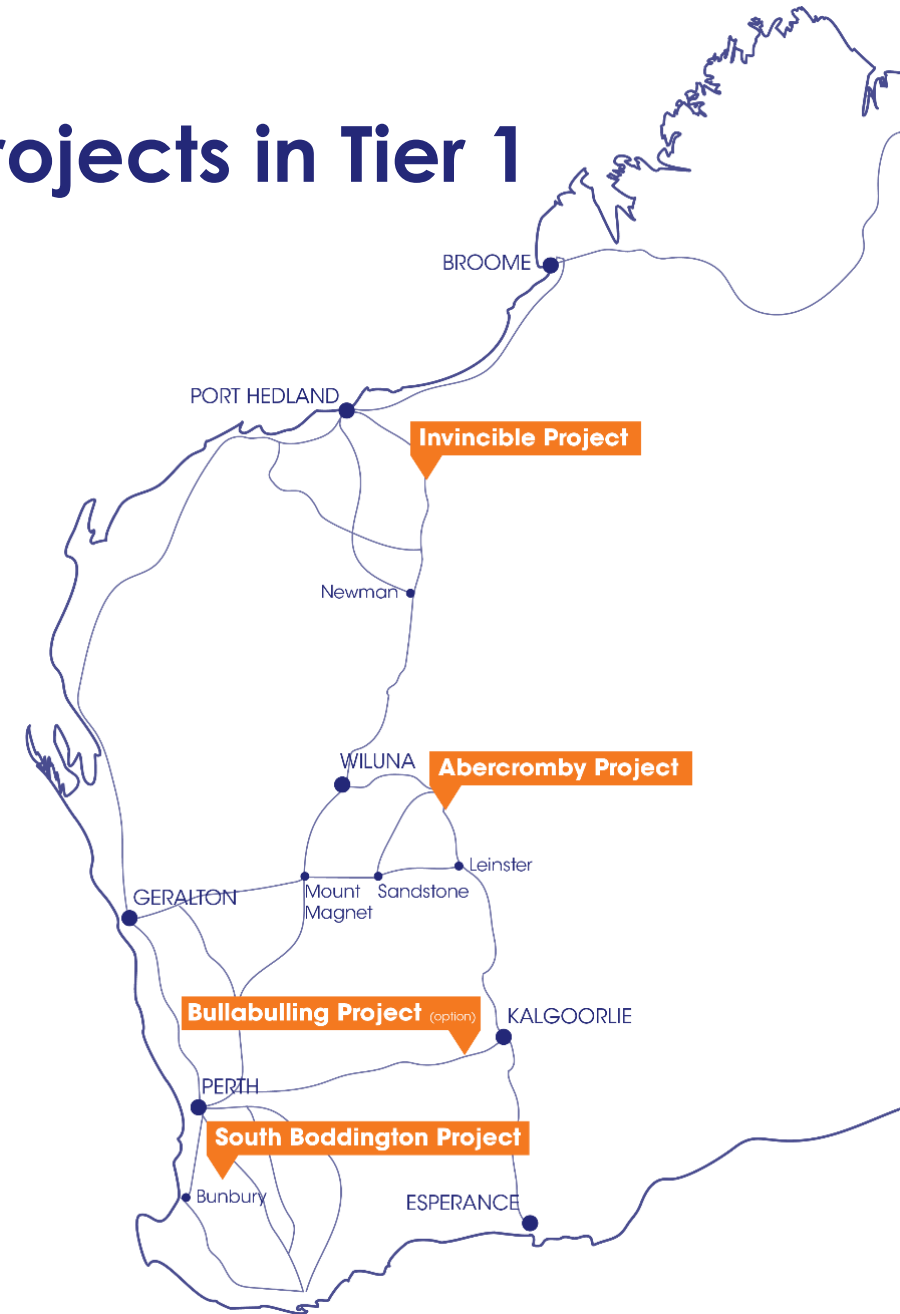 rojects in Tier 1
BROOME
PORT HEDLAND
Invincible Project
Newman
WILUNA
Abercromby Project
Leinster
Mount
Magnet
Sandstone
GERALTON
Bullabulling Project (option)
KALGOORLIE
PERTH
South Boddington Project
Bunbury
ESPERANCE